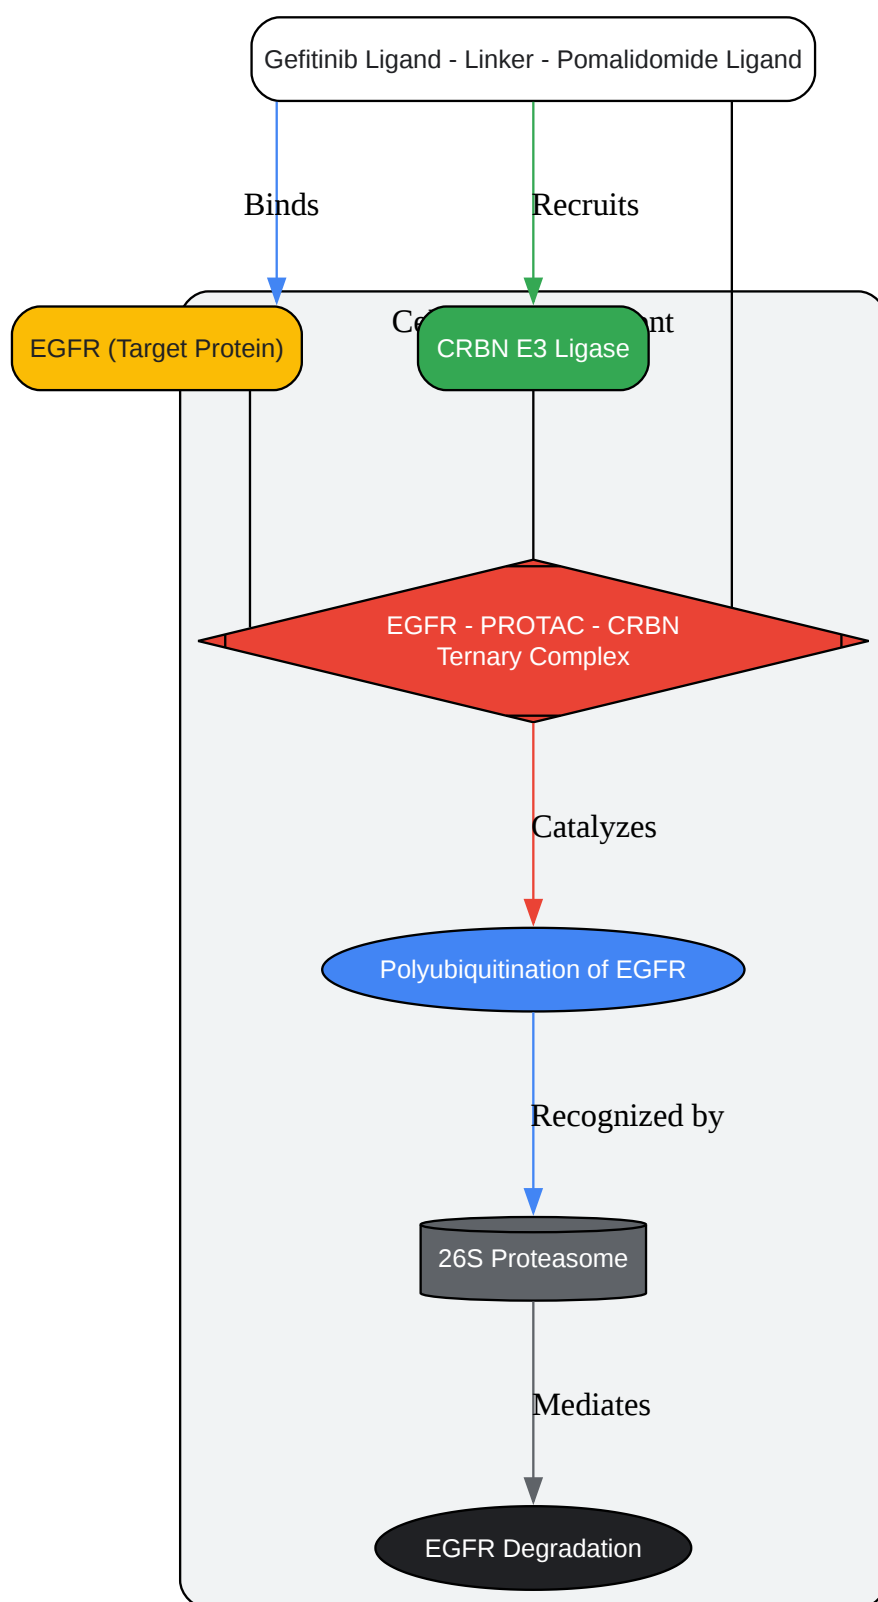 Gefitinib Ligand - Linker - Pomalidomide Ligand
Binds
Recruits
EGFR (Target Protein)
CRBN E3 Ligase
EGFR - PROTAC - CRBN
Ternary Complex
Catalyzes
Polyubiquitination of EGFR
Recognized by
26S Proteasome
Mediates
EGFR Degradation